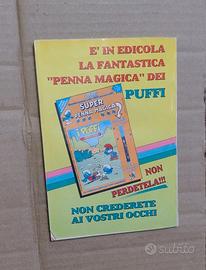 E' IN EDICOLA
LA FANTASTICA
"PENNA MAGICA" DEI
PUFFI
SUPER
PENNA MAGICA
?
i PUFFI
NON
PERDETELA!!!
NON CREDERETE
AI VOSTRI OCCHI
subito